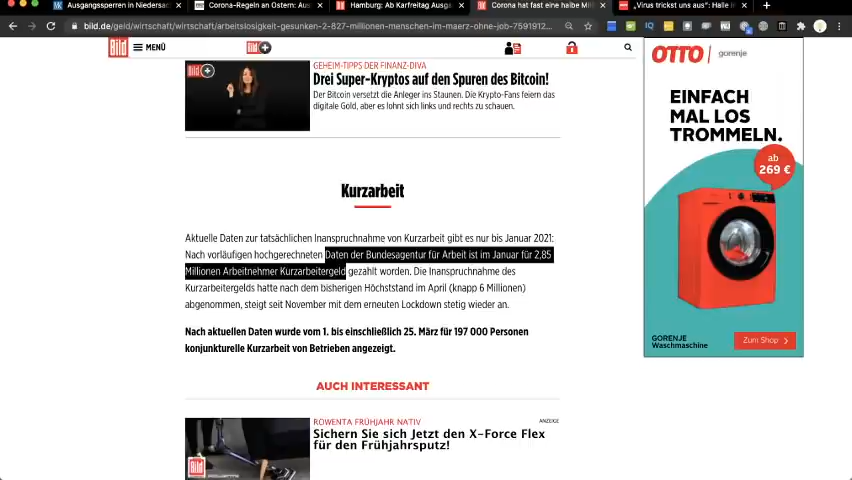 Ausgangssperren in Niedersac
Corona-Regeln an Ostern: Aus
Hamburg: Ab Karfreitag Ausga
Corona hat fast eine halbe Mil
„Virus trickst uns aus": Halle in
bild.de/geld/wirtschaft/wirtschaft/arbeitslosigkeit-gesunken-2-827-millionen-menschen-im-maerz-ohne-job-7591912...
Bild
MENÜ
Bild
OTTO | gorenje
EINFACH
MAL LOS
TROMMELN.
ab
269 €
GORENJE
Waschmaschine
Zum Shop
Bild
GEHEIM-TIPPS DER FINANZ-DIVA
Drei Super-Kryptos auf den Spuren des Bitcoin!
Der Bitcoin versetzt die Anleger ins Staunen. Die Krypto-Fans feiern das
digitale Gold, aber es lohnt sich links und rechts zu schauen.
Kurzarbeit
Aktuelle Daten zur tatsächlichen Inanspruchnahme von Kurzarbeit gibt es nur bis Januar 2021:
Nach vorläufigen hochgerechneten Daten der Bundesagentur für Arbeit ist im Januar für 2,85
Millionen Arbeitnehmer Kurzarbeitergeld gezahlt worden. Die Inanspruchnahme des
Kurzarbeitergelds hatte nach dem bisherigen Höchststand im April (knapp 6 Millionen)
abgenommen, steigt seit November mit dem erneuten Lockdown stetig wieder an.
Nach aktuellen Daten wurde vom 1. bis einschließlich 25. März für 197 000 Personen
konjunkturelle Kurzarbeit von Betrieben angezeigt.
AUCH INTERESSANT
Bild
ROWENTA FRÜHJAHR NATIV
ANZEIGE
Sichern Sie sich Jetzt den X-Force Flex
für den Frühjahrsputz!